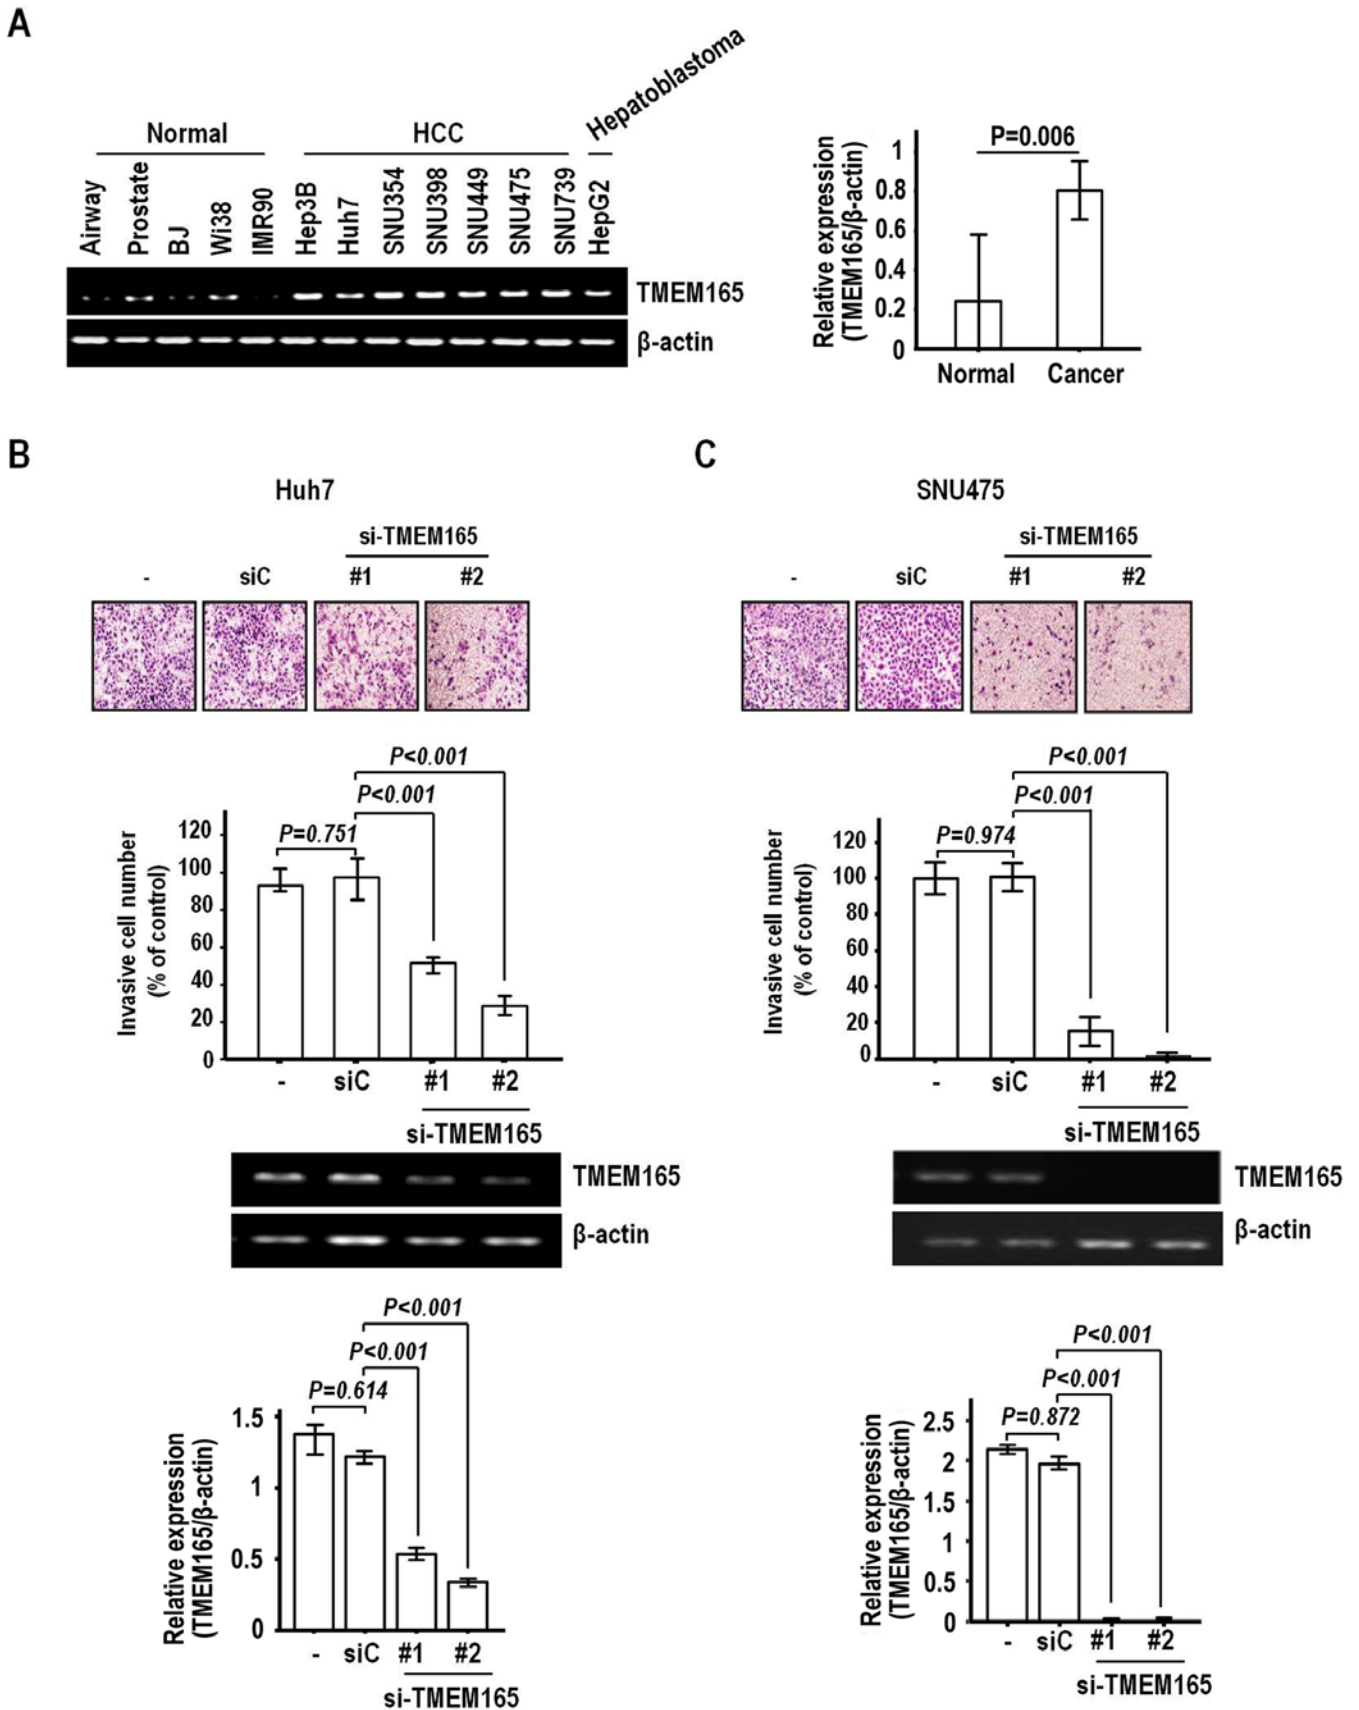 A
Normal
HCC
Hepatoblastoma
Airway
Prostate
BJ
Wi38
IMR90
Hep3B
Huh7
SNU354
SNU398
SNU449
SNU475
SNU739
HepG2
TMEM165
β-actin
Relative expression
(TMEM165/β-actin)
1
0.8
0.6
0.4
0.2
0
P=0.006
Normal Cancer
B
Huh7
si-TMEM165
- siC #1 #2
P<0.001
P<0.001
P=0.751
Invasive cell number
(% of control)
120
100
80
60
40
20
0
- siC #1 #2
si-TMEM165
TMEM165
β-actin
P<0.001
P<0.001
P=0.614
Relative expression
(TMEM165/β-actin)
1.5
1
0.5
0
- siC #1 #2
si-TMEM165
C
SNU475
si-TMEM165
- siC #1 #2
P<0.001
P<0.001
P=0.974
Invasive cell number
(% of control)
120
100
80
60
40
20
0
- siC #1 #2
si-TMEM165
TMEM165
β-actin
P<0.001
P<0.001
P=0.872
Relative expression
(TMEM165/β-actin)
2.5
2
1.5
1
0.5
0
- siC #1 #2
si-TMEM165